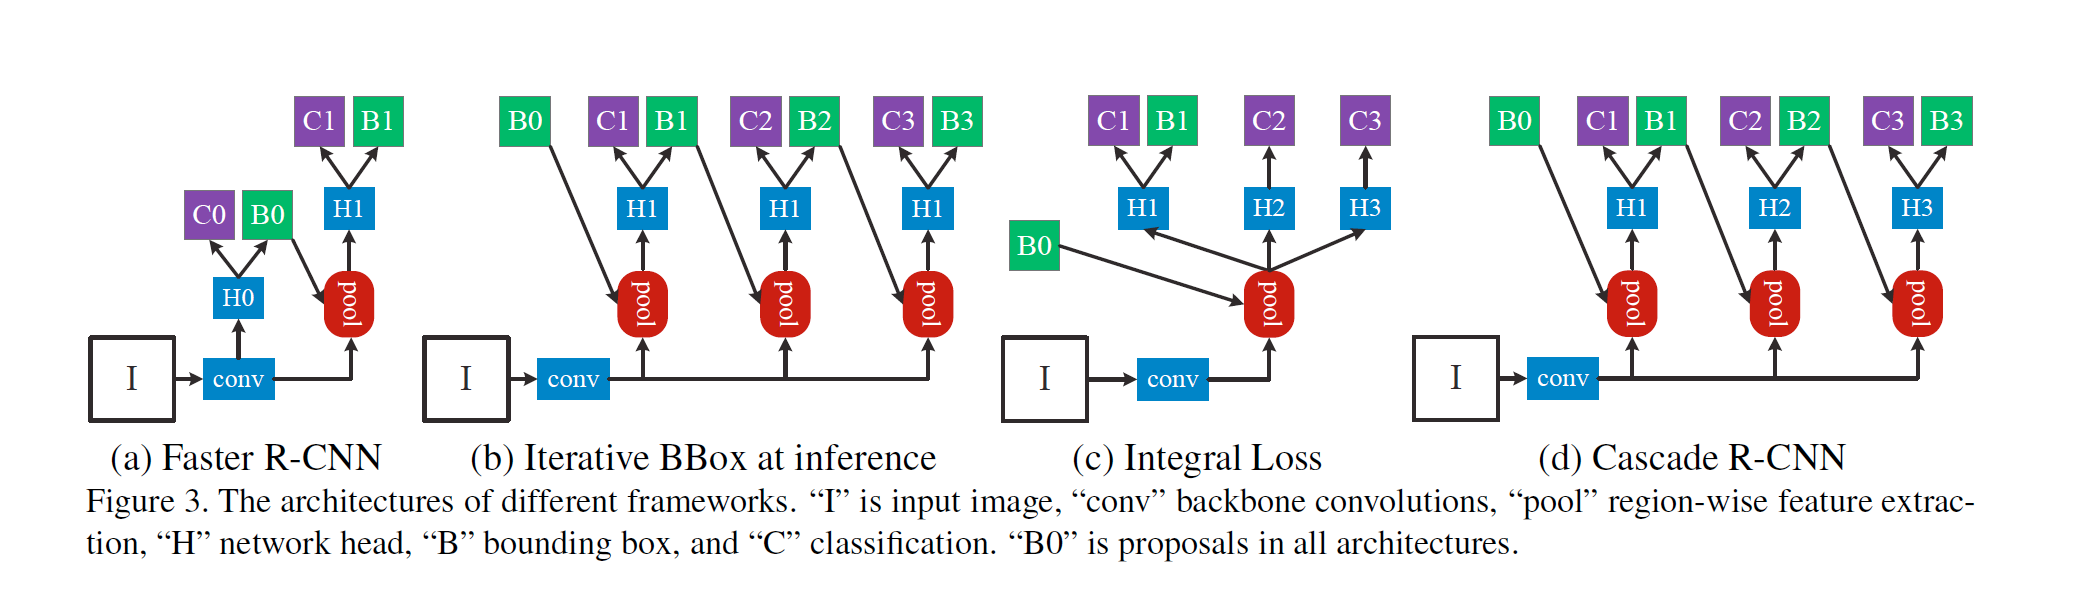 C1 B1 B0 C1 B1 C2 B2 C3 B3 C1 B1 C2 C3 B0 C1 B1 C2 B2 C3 B3
C0 B0 H1 H1 H1 H1 H1 H2 H3 H1 H2 H3
B0
H0 pool pool pool pool pool pool pool pool
I conv I conv I conv I conv
(a) Faster R-CNN (b) Iterative BBox at inference (c) Integral Loss (d) Cascade R-CNN
Figure 3. The architectures of different frameworks. “I” is input image, “conv” backbone convolutions, “pool” region-wise feature extrac-
tion, “H” network head, “B” bounding box, and “C” classification. “B0” is proposals in all architectures.